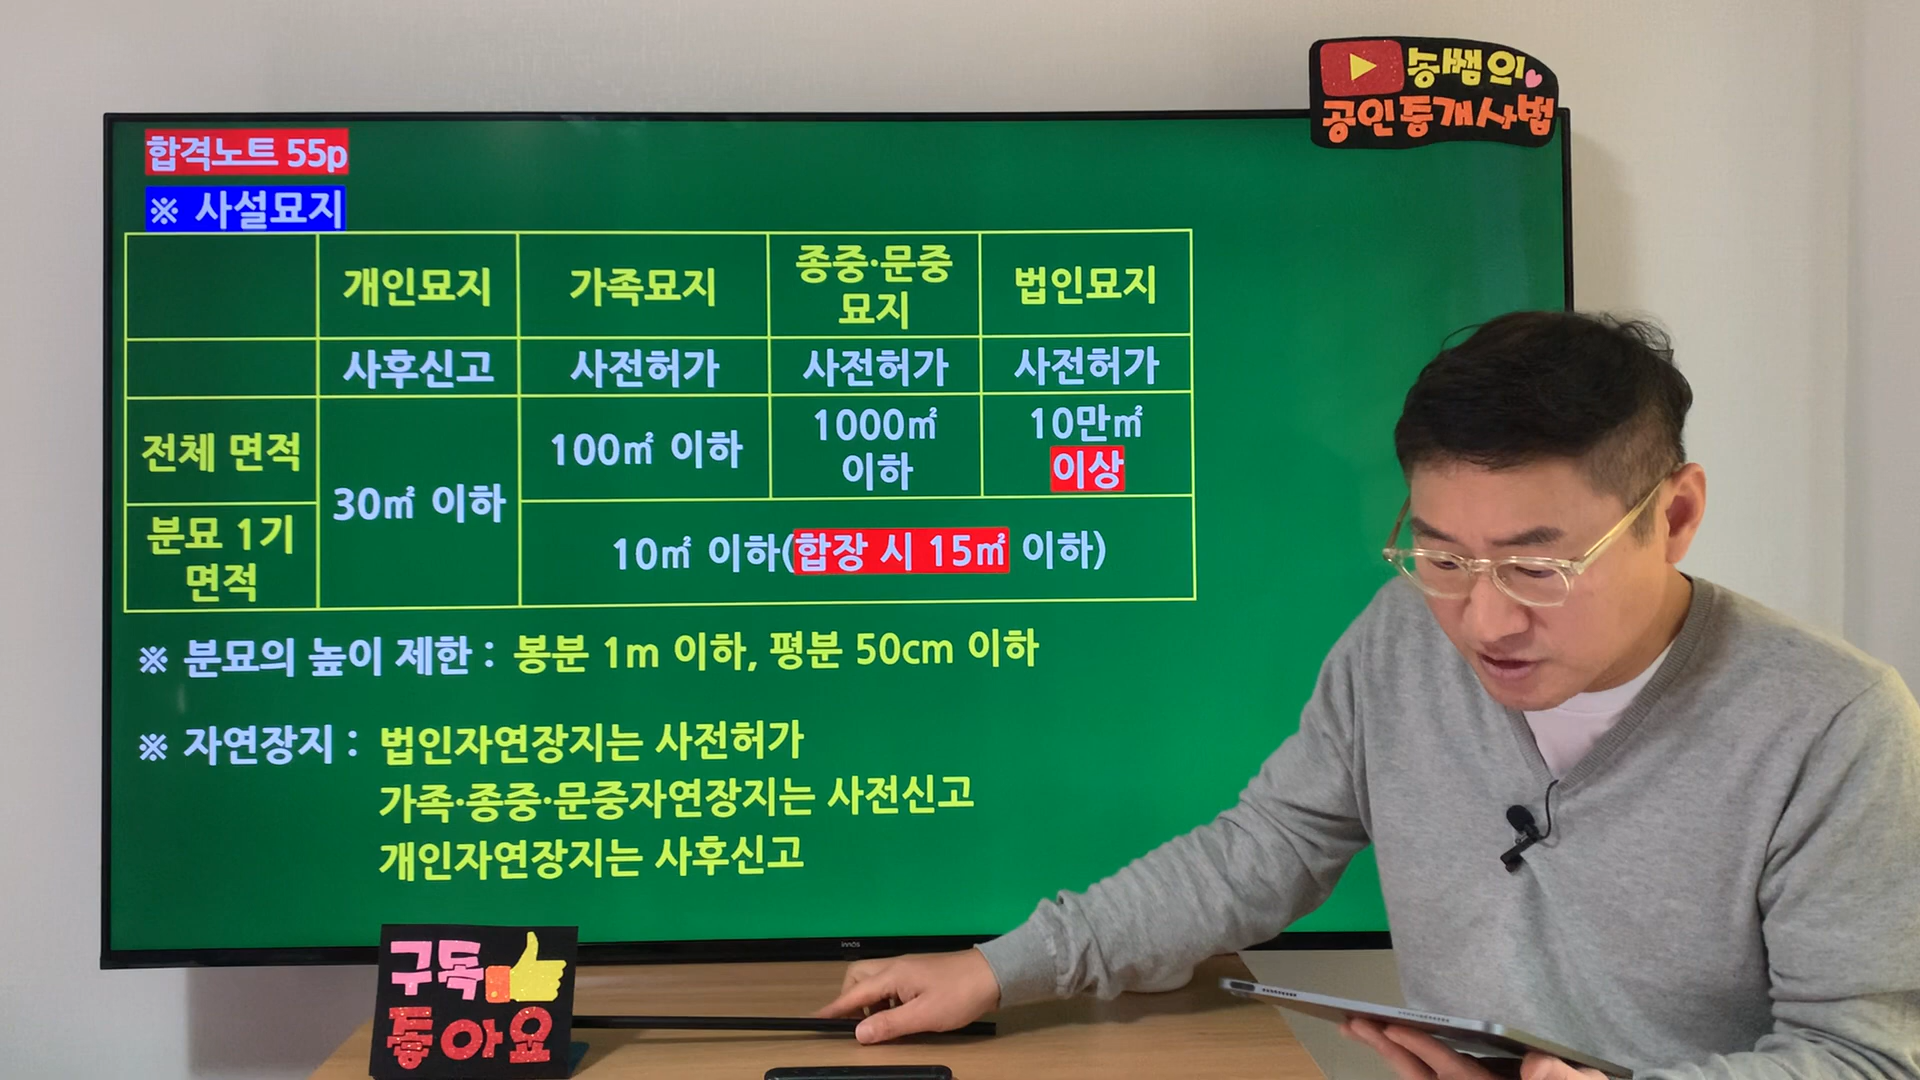 송쌤의
공인중개사법
합격노트 55p
※ 사설묘지
개인묘지 가족묘지 종중·문중 묘지 법인묘지
사후신고 사전허가 사전허가 사전허가
전체 면적 30㎡ 이하 100㎡ 이하 1000㎡ 이하 10만㎡ 이상
분묘 1기 면적 10㎡ 이하(합장 시 15㎡ 이하)
※ 분묘의 높이 제한 : 봉분 1m 이하, 평분 50cm 이하
※ 자연장지 : 법인자연장지는 사전허가
가족·종중·문중자연장지는 사전신고
개인자연장지는 사후신고
innos
구독
좋아요